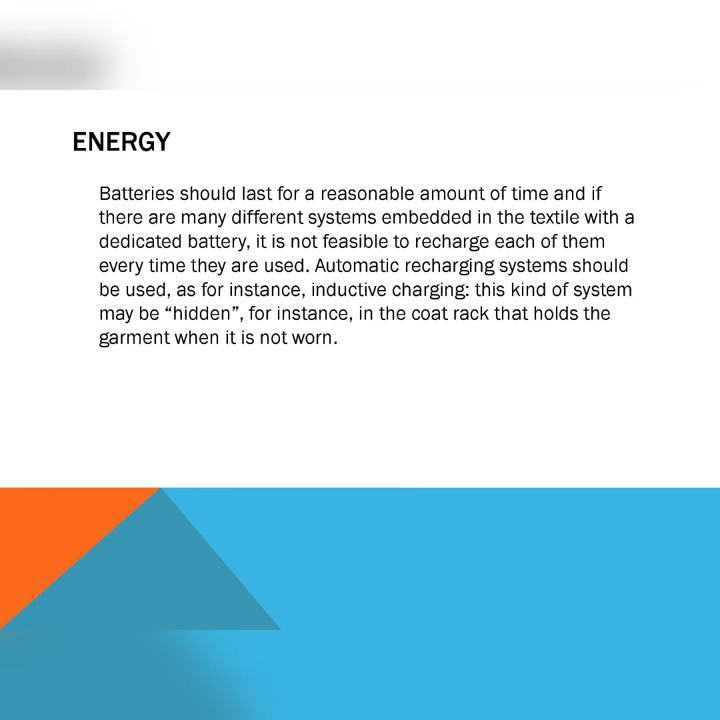 ENERGY
Batteries should last for a reasonable amount of time and if
there are many different systems embedded in the textile with a
dedicated battery, it is not feasible to recharge each of them
every time they are used. Automatic recharging systems should
be used, as for instance, inductive charging: this kind of system
may be “hidden”, for instance, in the coat rack that holds the
garment when it is not worn.